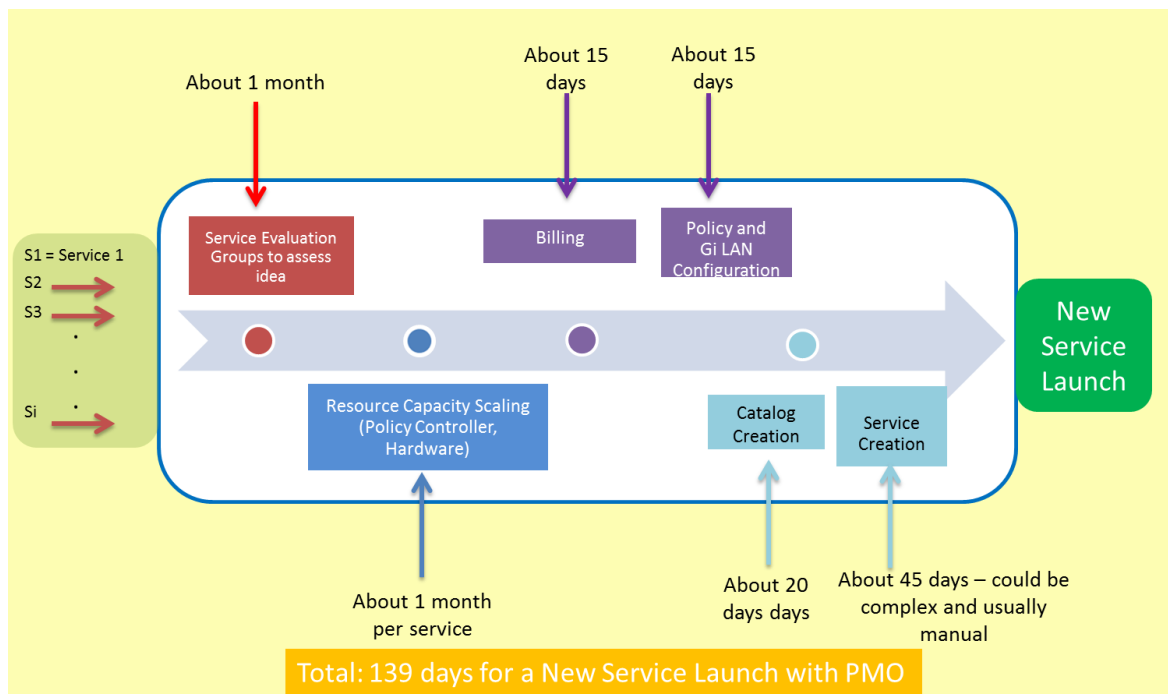 About 1 month
About 15
days
About 15
days
Service Evaluation
Groups to assess
idea
Billing
Policy and
Gi LAN
Configuration
S1 = Service 1
S2
S3
.
.
.
Si
New
Service
Launch
Resource Capacity Scaling
(Policy Controller,
Hardware)
Catalog
Creation
Service
Creation
About 1 month
per service
About 20
days days
About 45 days – could be
complex and usually
manual
Total: 139 days for a New Service Launch with PMO